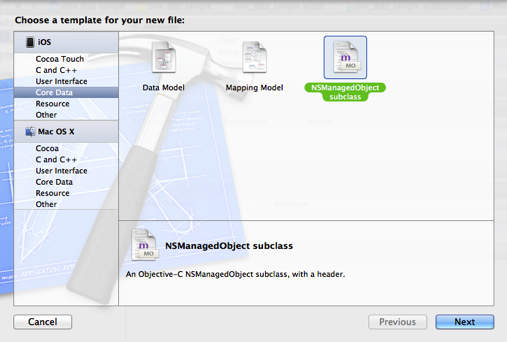 Choose a template for your new file:
iOS
Cocoa Touch
C and C++
User Interface
Core Data
Resource
Other
Mac OS X
Cocoa
C and C++
User Interface
Core Data
Resource
Other
m
MO
Data Model
Mapping Model
NSManagedObject
subclass
m
MO
NSManagedObject subclass
An Objective-C NSManagedObject subclass, with a header.
Cancel
Previous
Next